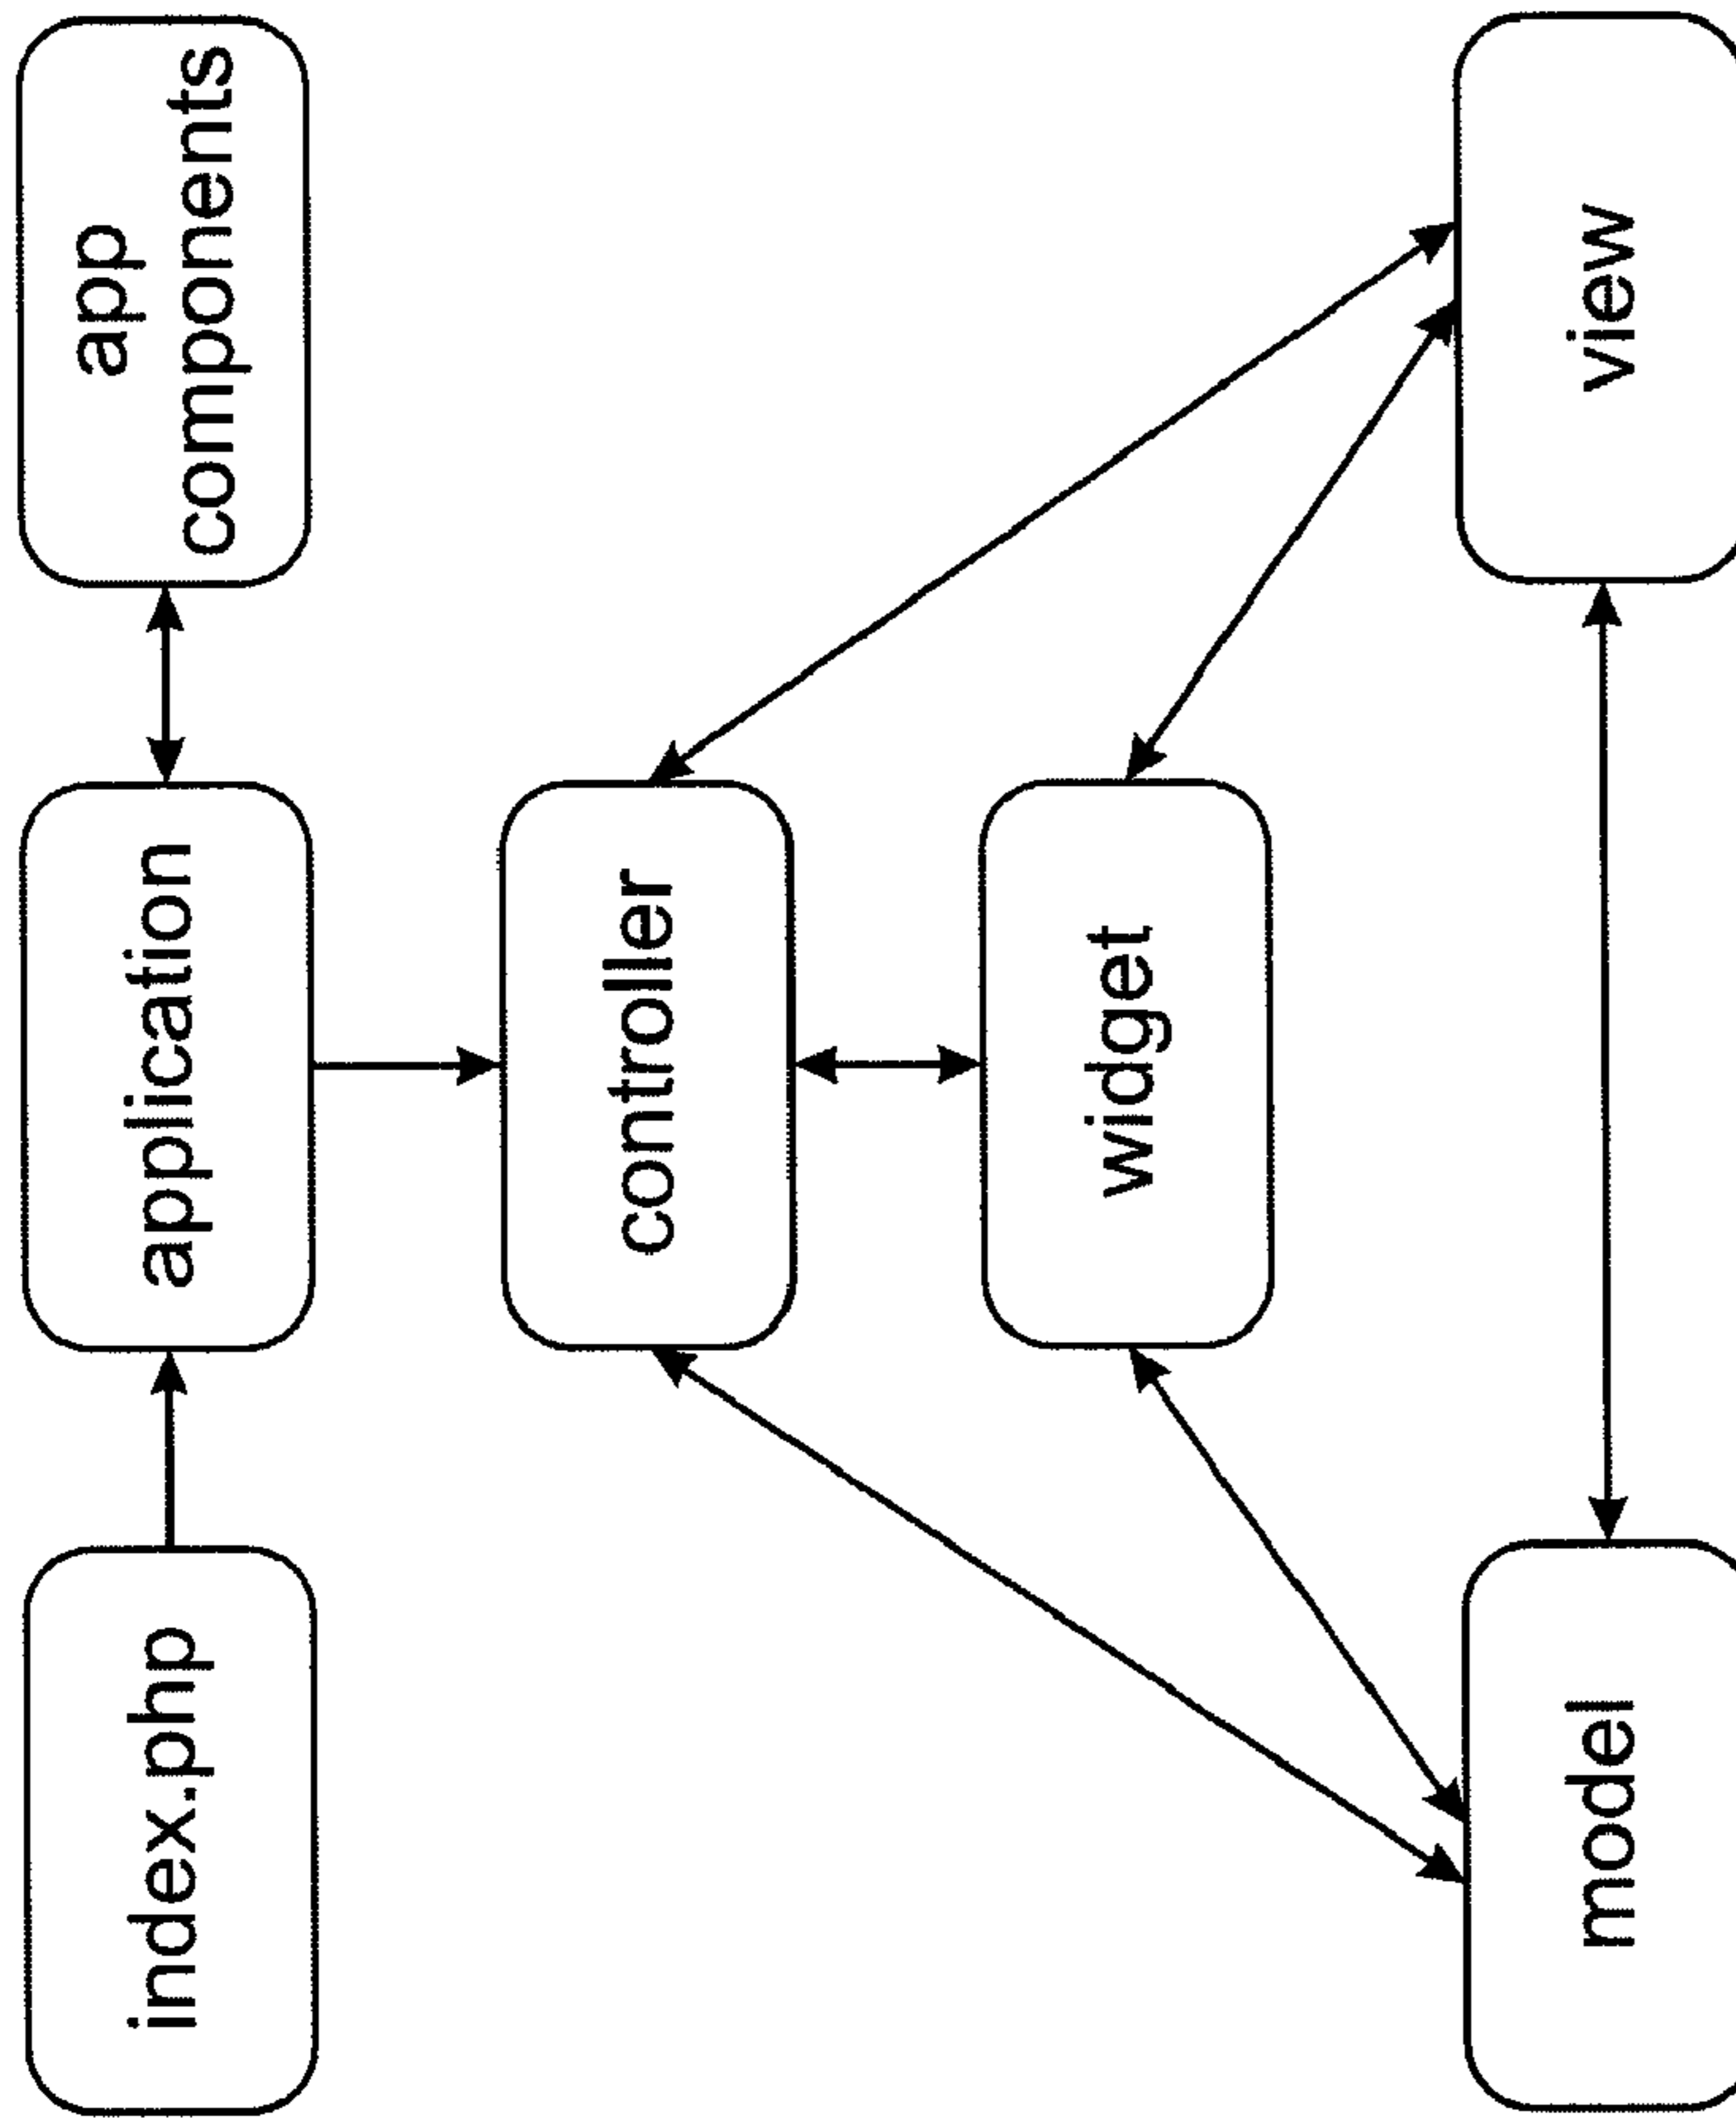 index.php
application
app
components
controller
widget
model
view